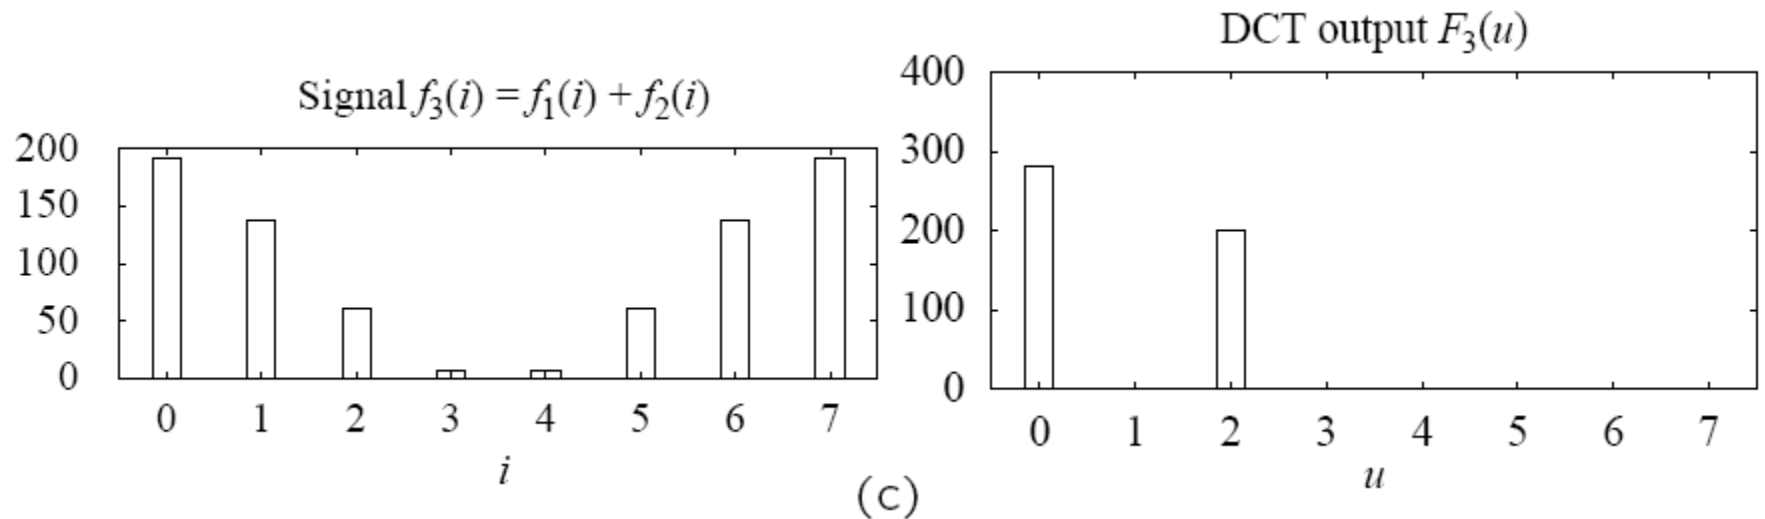 Signal f₃(i) = f₁(i) + f₂(i)
200
150
100
50
0
0 1 2 3 4 5 6 7
i
DCT output F₃(u)
400
300
200
100
0
0 1 2 3 4 5 6 7
u
(c)